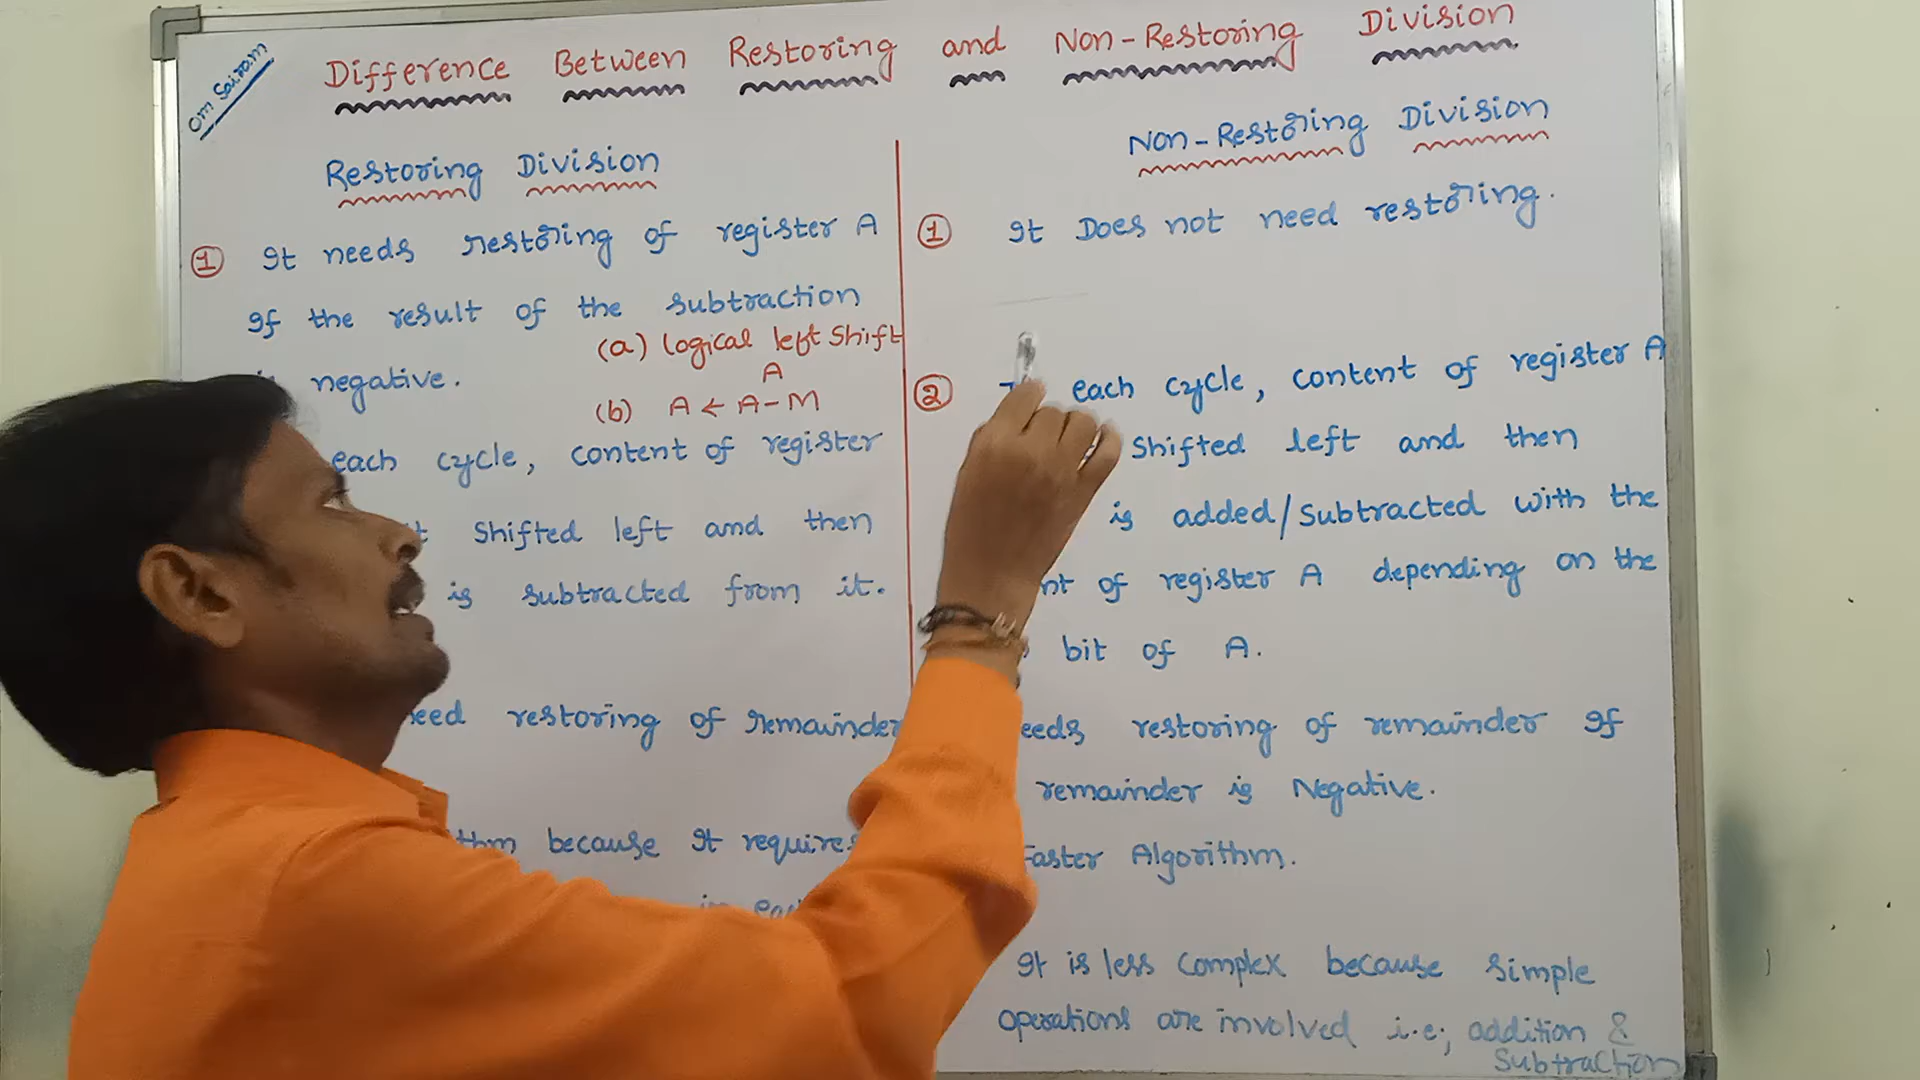 Om Sairam
Difference Between Restoring and Non-Restoring Division
Restoring Division
① It needs restoring of register A
If the result of the subtraction
negative.
(a) Logical left Shift
A
(b) A ← A - M
each cycle, content of register
Shifted left and then
is subtracted from it.
need restoring of remainder
because It requires
in
Non-Restoring Division
① It Does not need restoring.
② each cycle, content of register A
Shifted left and then
is added/Subtracted with the
of register A depending on the
bit of A.
restoring of remainder If
remainder is Negative.
Faster Algorithm.
It is less complex because simple
operations are involved i.e; addition &
Subtraction